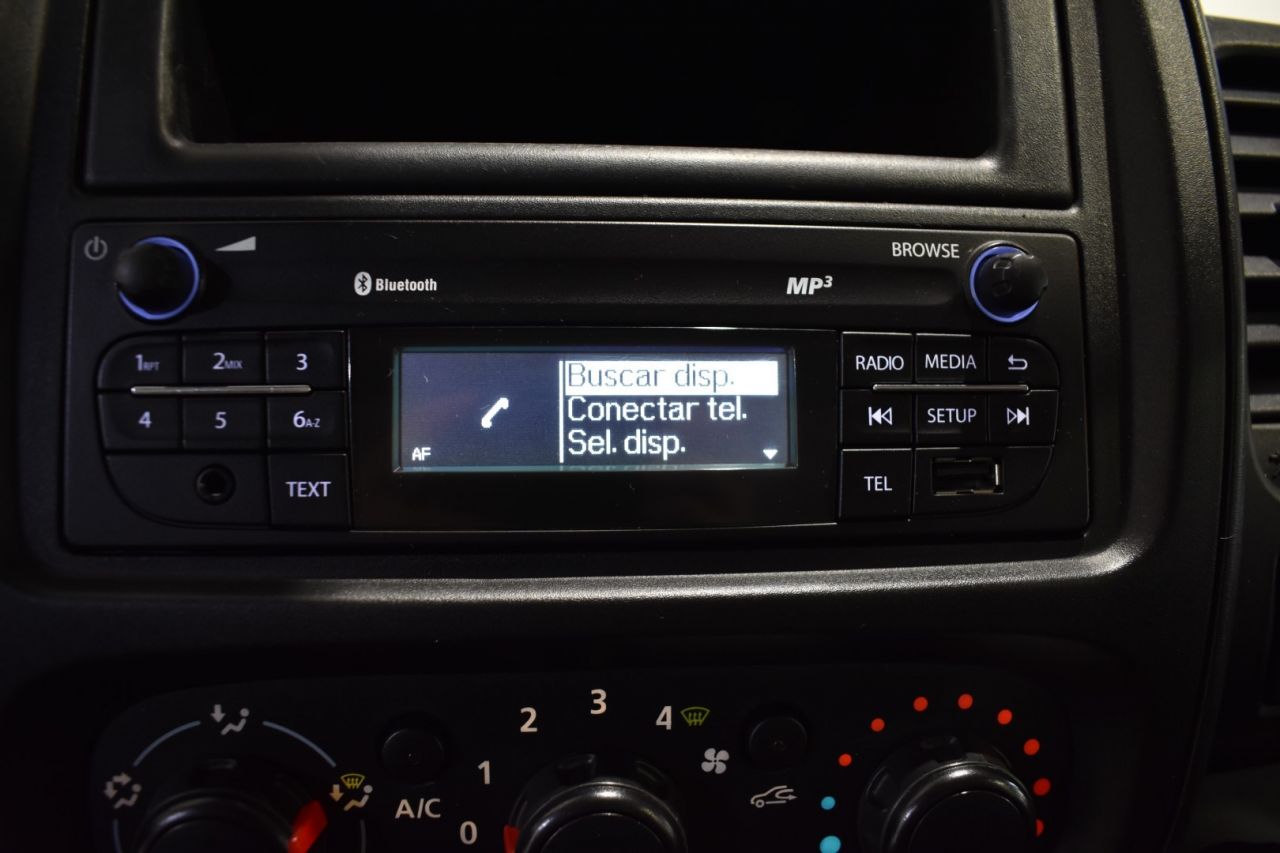 BROWSE
Bluetooth
MP3
1RPT
2MIX
3
RADIO
MEDIA
Buscar disp.
Conectar tel.
Sel. disp.
AF
4
5
6A-Z
SETUP
TEXT
TEL
0
1
2
3
4
A/C